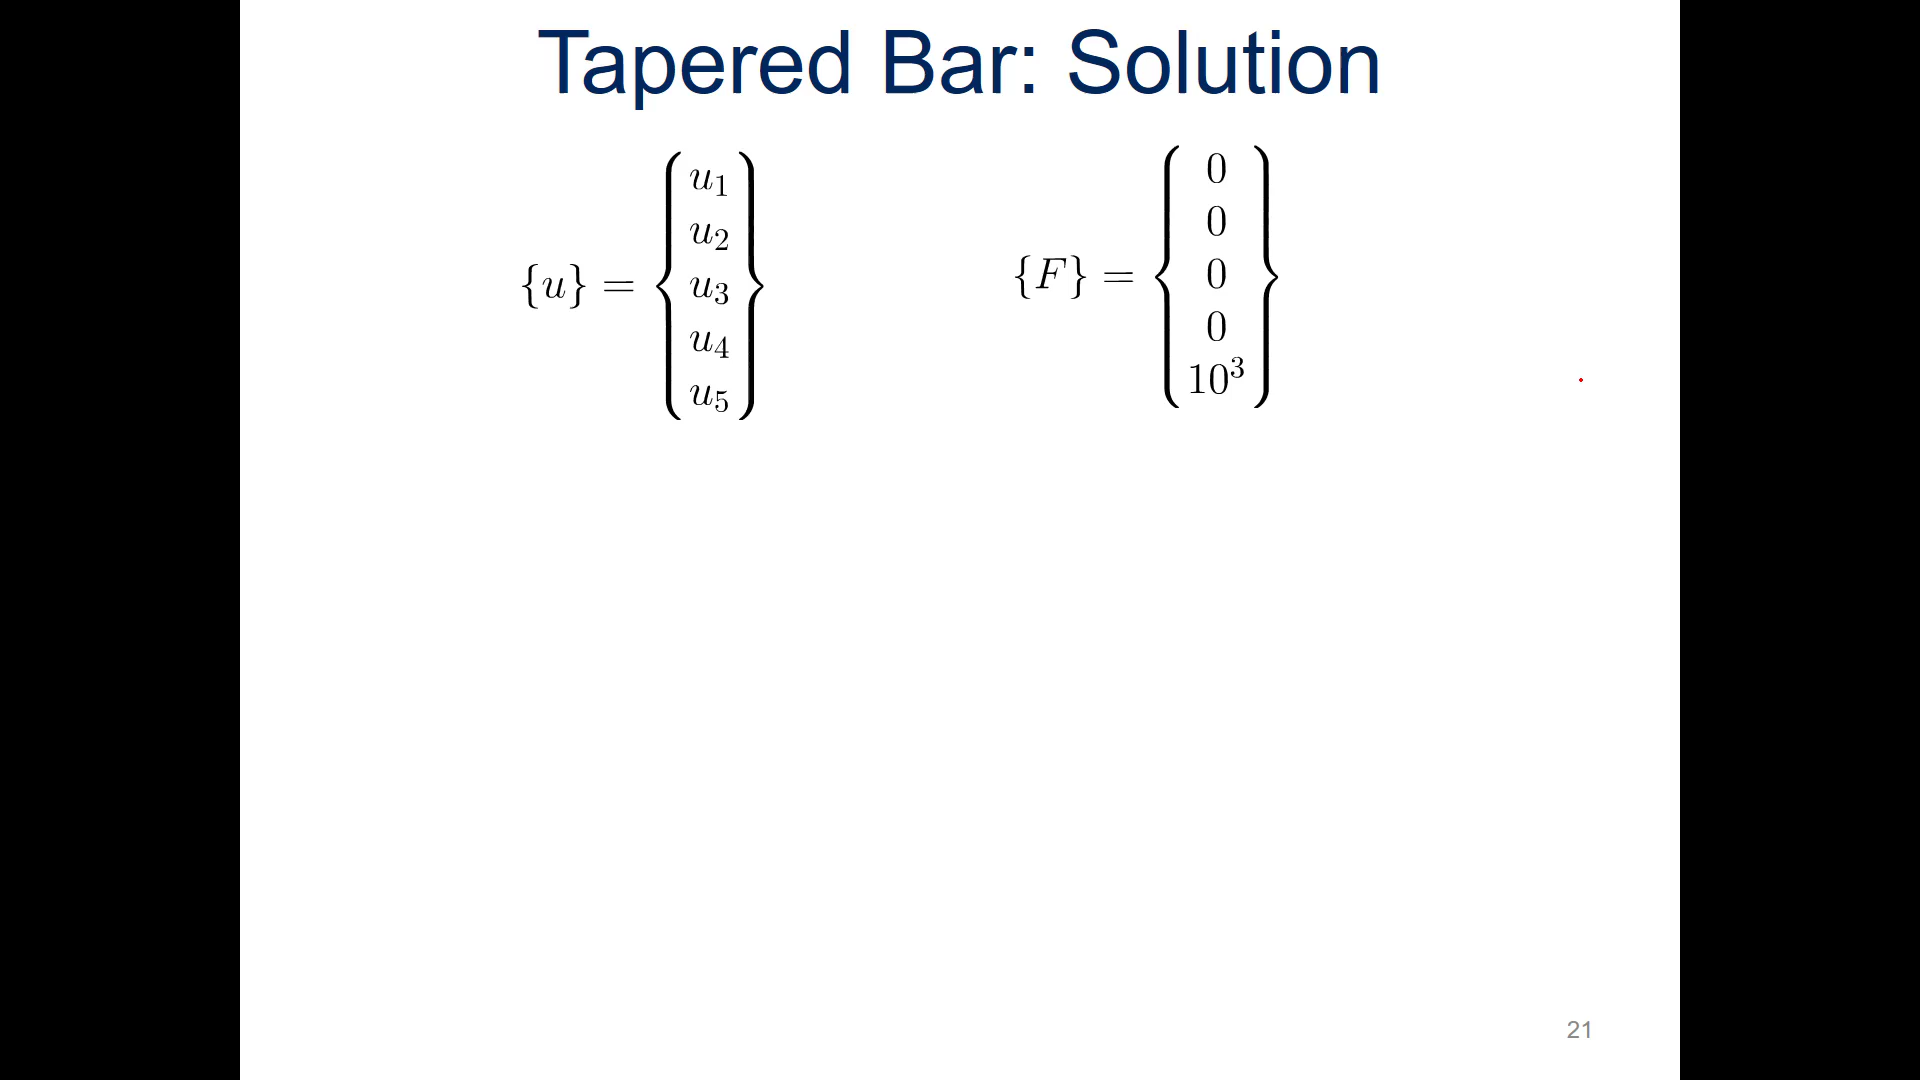 Tapered Bar: Solution
{u} = {u₁ u₂ u₃ u₄ u₅}
{F} = {0 0 0 0 10³}
21